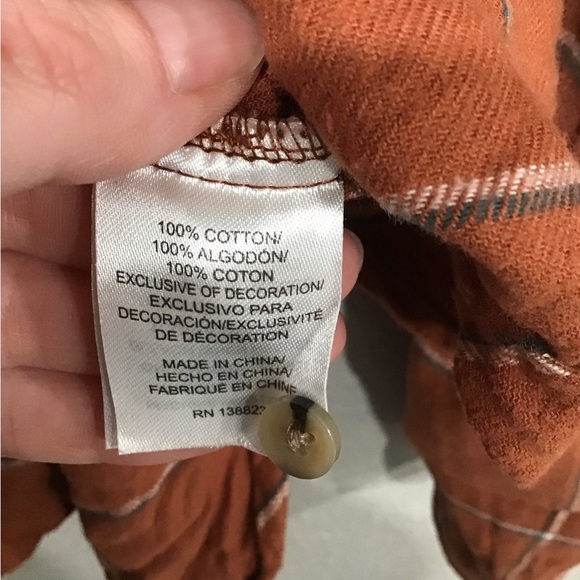 100% COTTON/
100% ALGODÓN/
100% COTON
EXCLUSIVE OF DECORATION/
EXCLUSIVO PARA
DECORACIÓN/EXCLUSIVITÉ
DE DÉCORATION
MADE IN CHINA/
HECHO EN CHINA/
FABRIQUÉ EN CHINE
RN